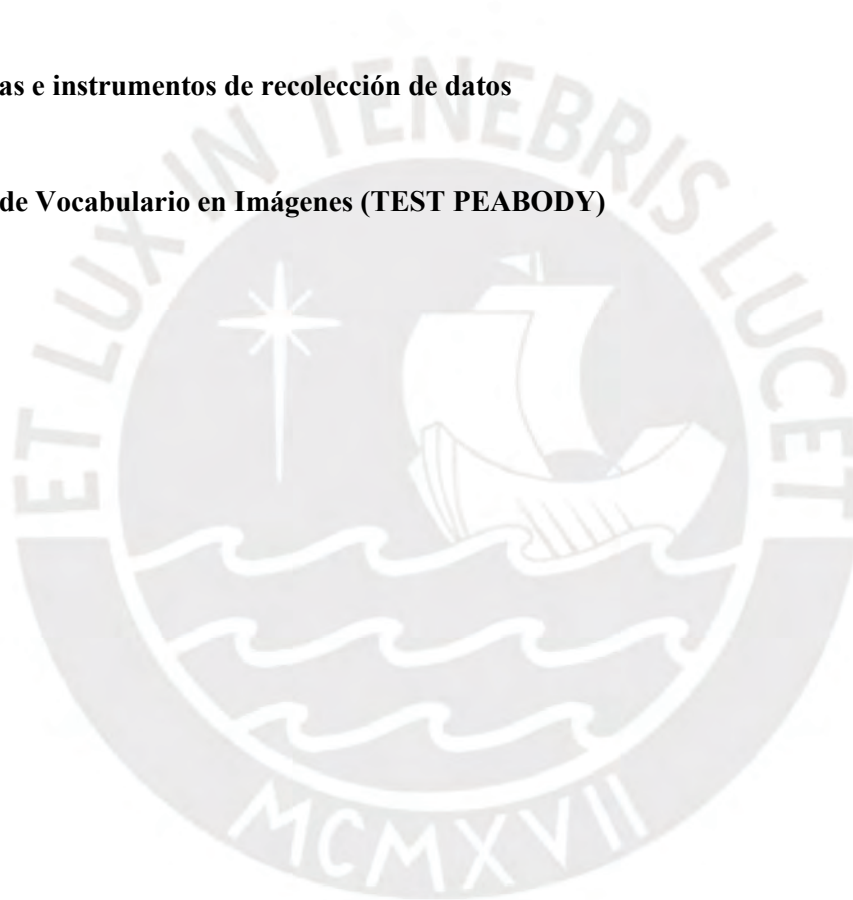 as e instrumentos de recolección de datos
de Vocabulario en Imágenes (TEST PEABODY)
ET LUX IN TENEBRIS LUCET
MCMXVII